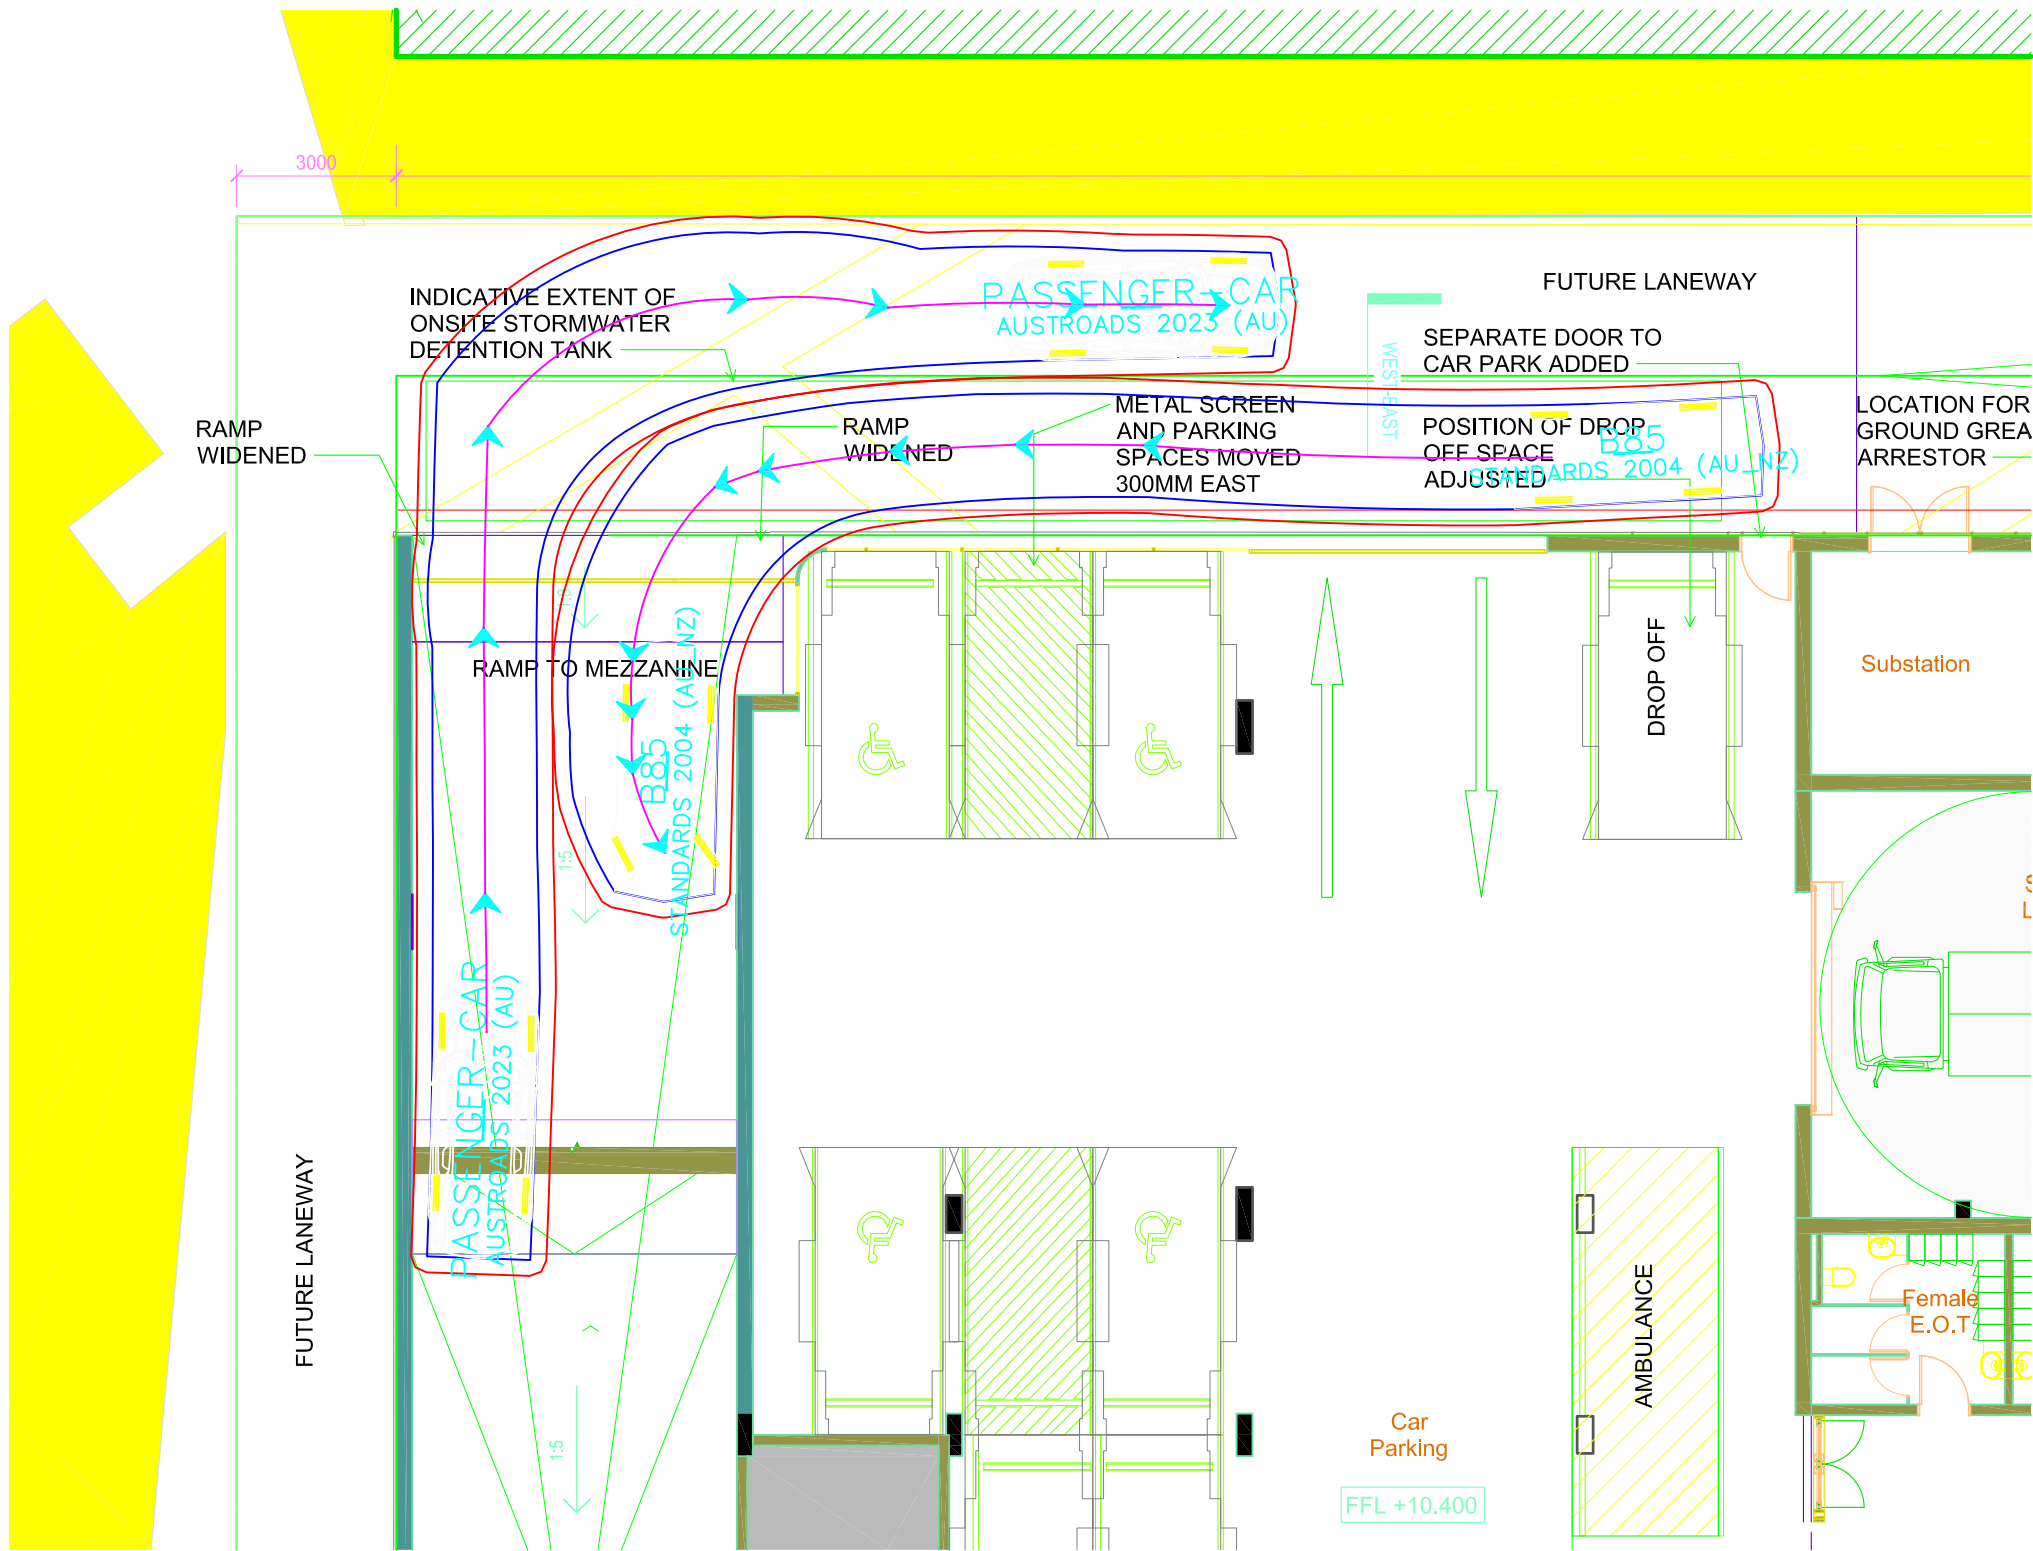 3000
INDICATIVE EXTENT OF
ONSITE STORMWATER
DETENTION TANK
PASSENGER-CAR
AUSTROADS 2023 (AU)
FUTURE LANEWAY
SEPARATE DOOR TO
CAR PARK ADDED
WEST-EAST
RAMP
WIDENED
RAMP
WIDENED
METAL SCREEN
AND PARKING
SPACES MOVED
300MM EAST
POSITION OF DROP
OFF SPACE
ADJUSTED
B85
STANDARDS 2004 (AU_NZ)
LOCATION FOR
GROUND GREA
ARRESTOR
1:8
RAMP TO MEZZANINE
B85
STANDARDS 2004 (AU_NZ)
DROP OFF
Substation
1:5
PASSENGER-CAR
AUSTROADS 2023 (AU)
FUTURE LANEWAY
AMBULANCE
Female
E.O.T
1:5
Car
Parking
FFL +10.400